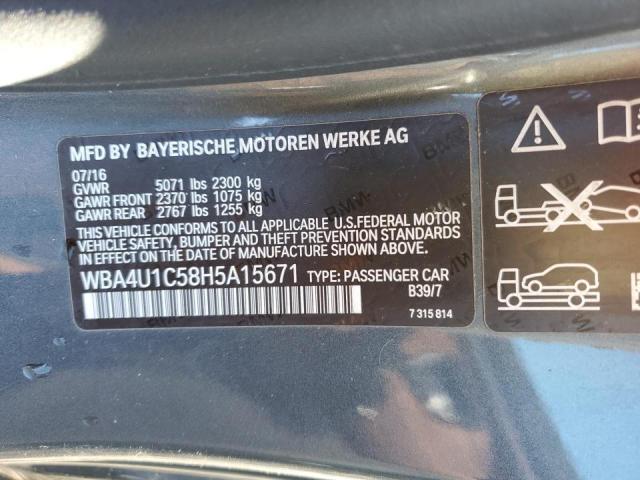 MFD BY BAYERISCHE MOTOREN WERKE AG
07/16
GVWR 5071 lbs 2300 kg
GAWR FRONT 2370 lbs 1075 kg
GAWR REAR 2767 lbs 1255 kg
THIS VEHICLE CONFORMS TO ALL APPLICABLE U.S.FEDERAL MOTOR
VEHICLE SAFETY, BUMPER AND THEFT PREVENTION STANDARDS IN
EFFECT ON THE DATE OF MANUFACTURE SHOWN ABOVE.
WBA4U1C58H5A15671 TYPE: PASSENGER CAR
B39/7
7 315 814